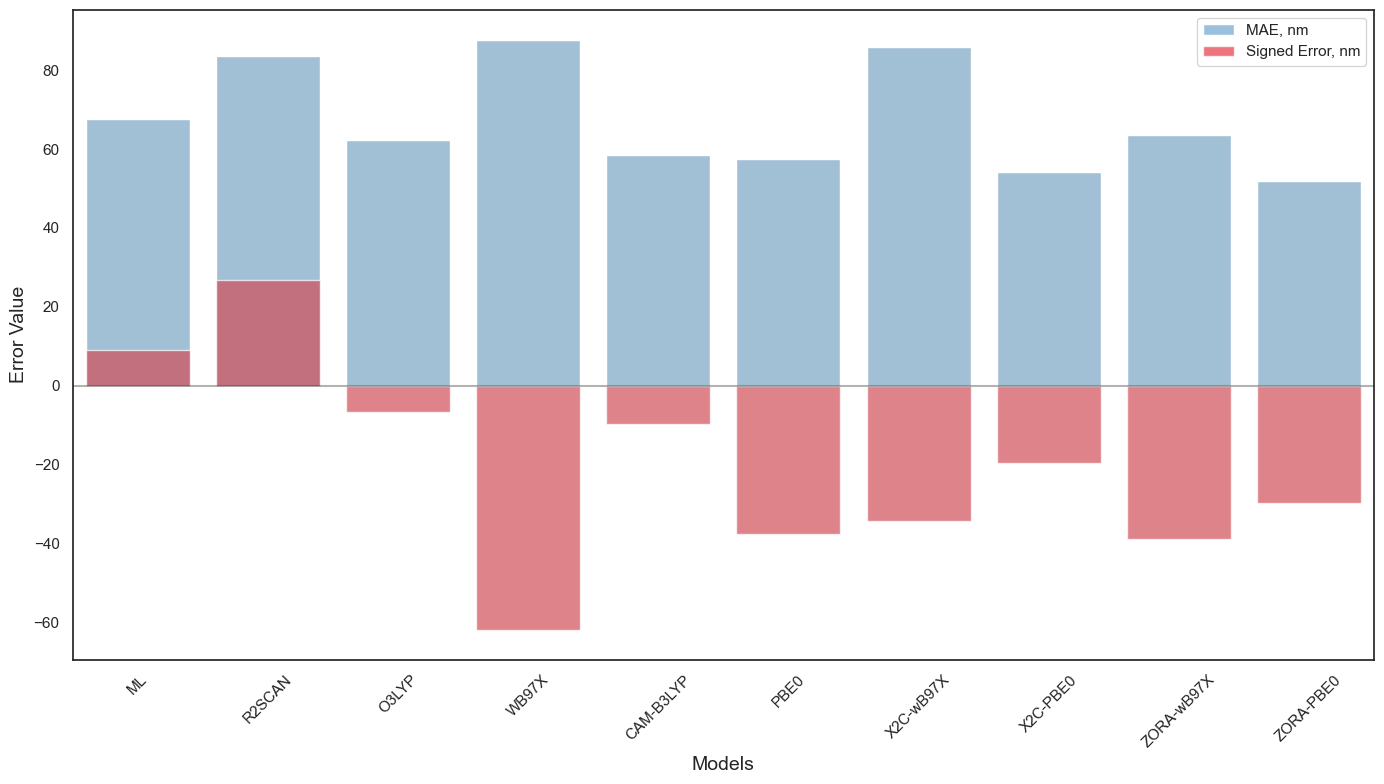 MAE, nm
Signed Error, nm
Error Value
80
60
40
20
0
−20
−40
−60
ML
R2SCAN
O3LYP
WB97X
CAM-B3LYP
PBE0
X2C-wB97X
X2C-PBE0
ZORA-wB97X
ZORA-PBE0
Models